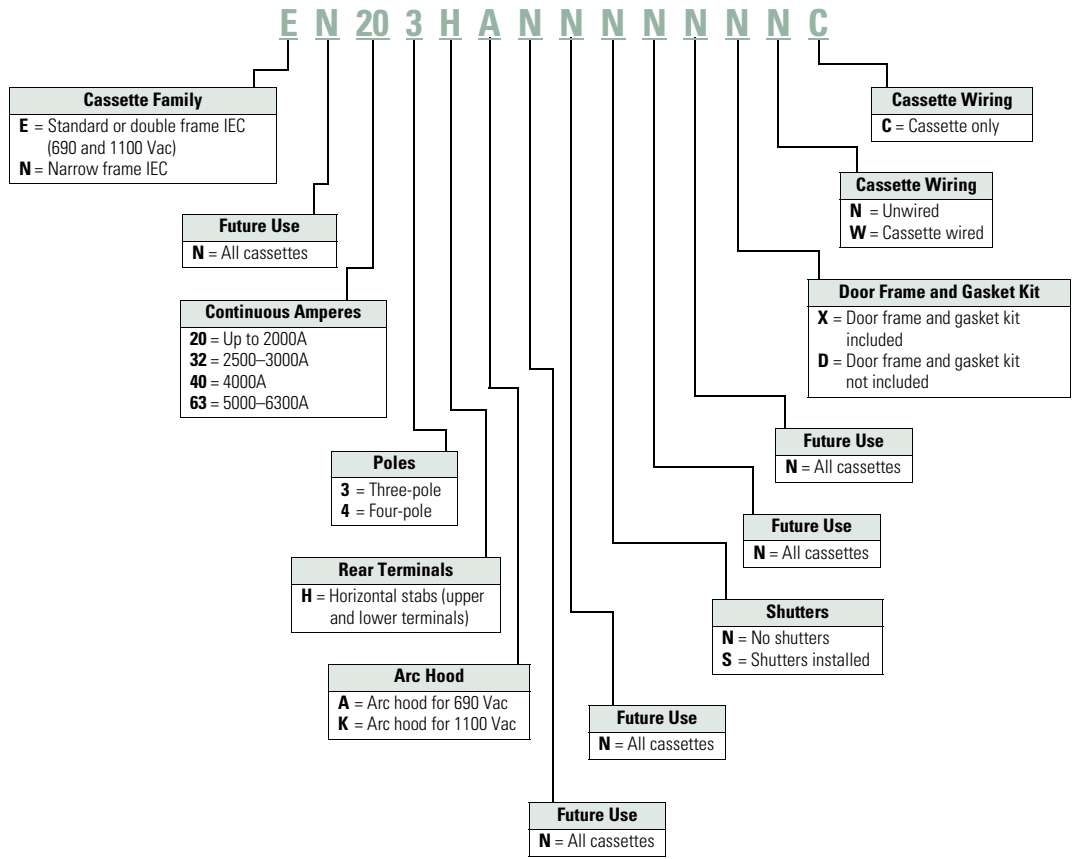 E N 20 3 H A N N N N N N N C
Cassette Family
E = Standard or double frame IEC
(690 and 1100 Vac)
N = Narrow frame IEC
Future Use
N = All cassettes
Continuous Amperes
20 = Up to 2000A
32 = 2500–3000A
40 = 4000A
63 = 5000–6300A
Poles
3 = Three-pole
4 = Four-pole
Rear Terminals
H = Horizontal stabs (upper
and lower terminals)
Arc Hood
A = Arc hood for 690 Vac
K = Arc hood for 1100 Vac
Future Use
N = All cassettes
Future Use
N = All cassettes
Shutters
N = No shutters
S = Shutters installed
Future Use
N = All cassettes
Future Use
N = All cassettes
Door Frame and Gasket Kit
X = Door frame and gasket kit
included
D = Door frame and gasket kit
not included
Cassette Wiring
N = Unwired
W = Cassette wired
Cassette Wiring
C = Cassette only